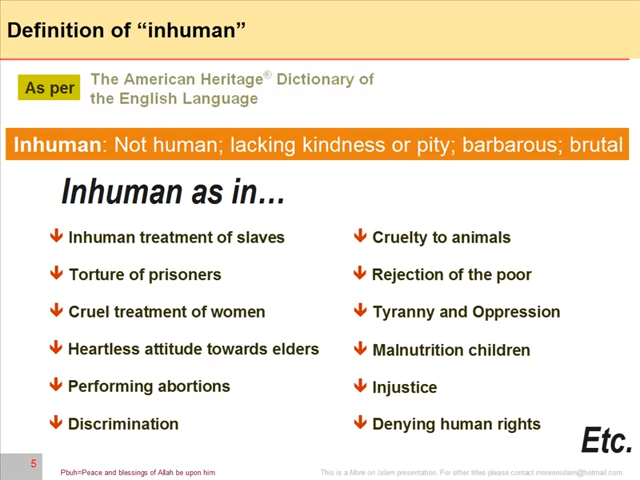 Definition of “inhuman”
As per
The American Heritage® Dictionary of
the English Language
Inhuman: Not human; lacking kindness or pity; barbarous; brutal
Inhuman as in…
Inhuman treatment of slaves
Torture of prisoners
Cruel treatment of women
Heartless attitude towards elders
Performing abortions
Discrimination
Cruelty to animals
Rejection of the poor
Tyranny and Oppression
Malnutrition children
Injustice
Denying human rights
Etc.
5
Pbuh=Peace and blessings of Allah be upon him.
This is a More on Islam presentation. For other titles please contact moreonislam@hotmail.com